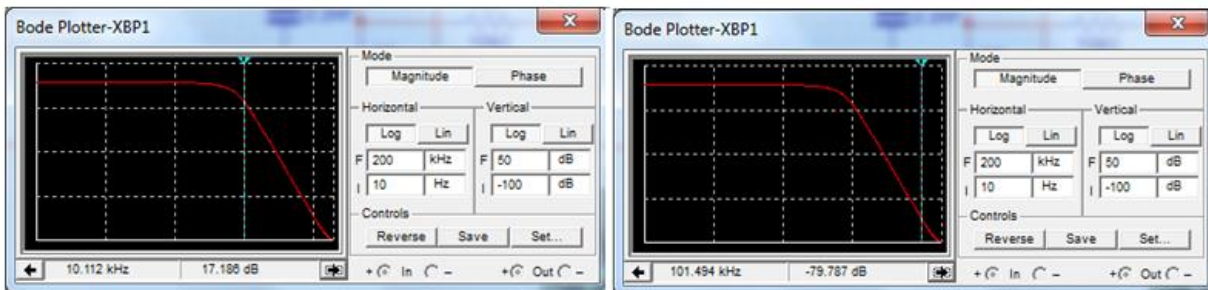 Bode Plotter-XBP1
Mode
Magnitude Phase
Horizontal Vertical
Log Lin Log Lin
F 200 kHz F 50 dB
I 10 Hz I -100 dB
Controls
Reverse Save Set...
10.112 kHz 17.186 dB + In - + Out -
Bode Plotter-XBP1
Mode
Magnitude Phase
Horizontal Vertical
Log Lin Log Lin
F 200 kHz F 50 dB
I 10 Hz I -100 dB
Controls
Reverse Save Set...
101.494 kHz -79.787 dB + In - + Out -